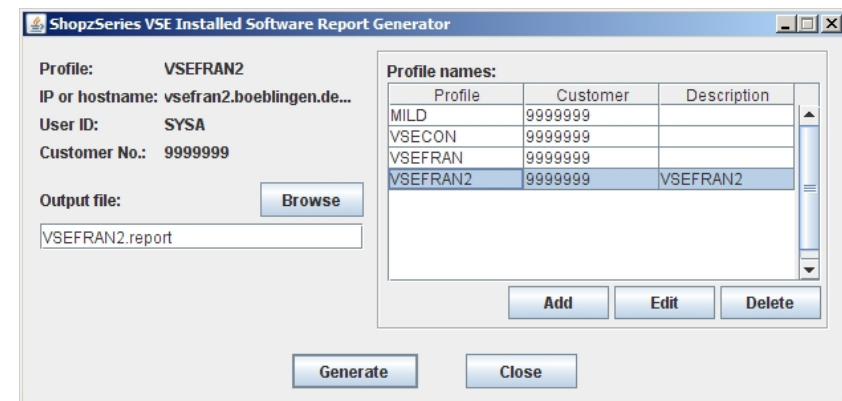 ShopzSeries VSE Installed Software Report Generator
Profile: VSEFRAN2
IP or hostname: vsefran2.boeblingen.de...
User ID: SYSA
Customer No.: 9999999
Output file: Browse
VSEFRAN2.report
Profile names:
Profile Customer Description
MILD 9999999
VSECON 9999999
VSEFRAN 9999999
VSEFRAN2 9999999 VSEFRAN2
Add Edit Delete
Generate Close